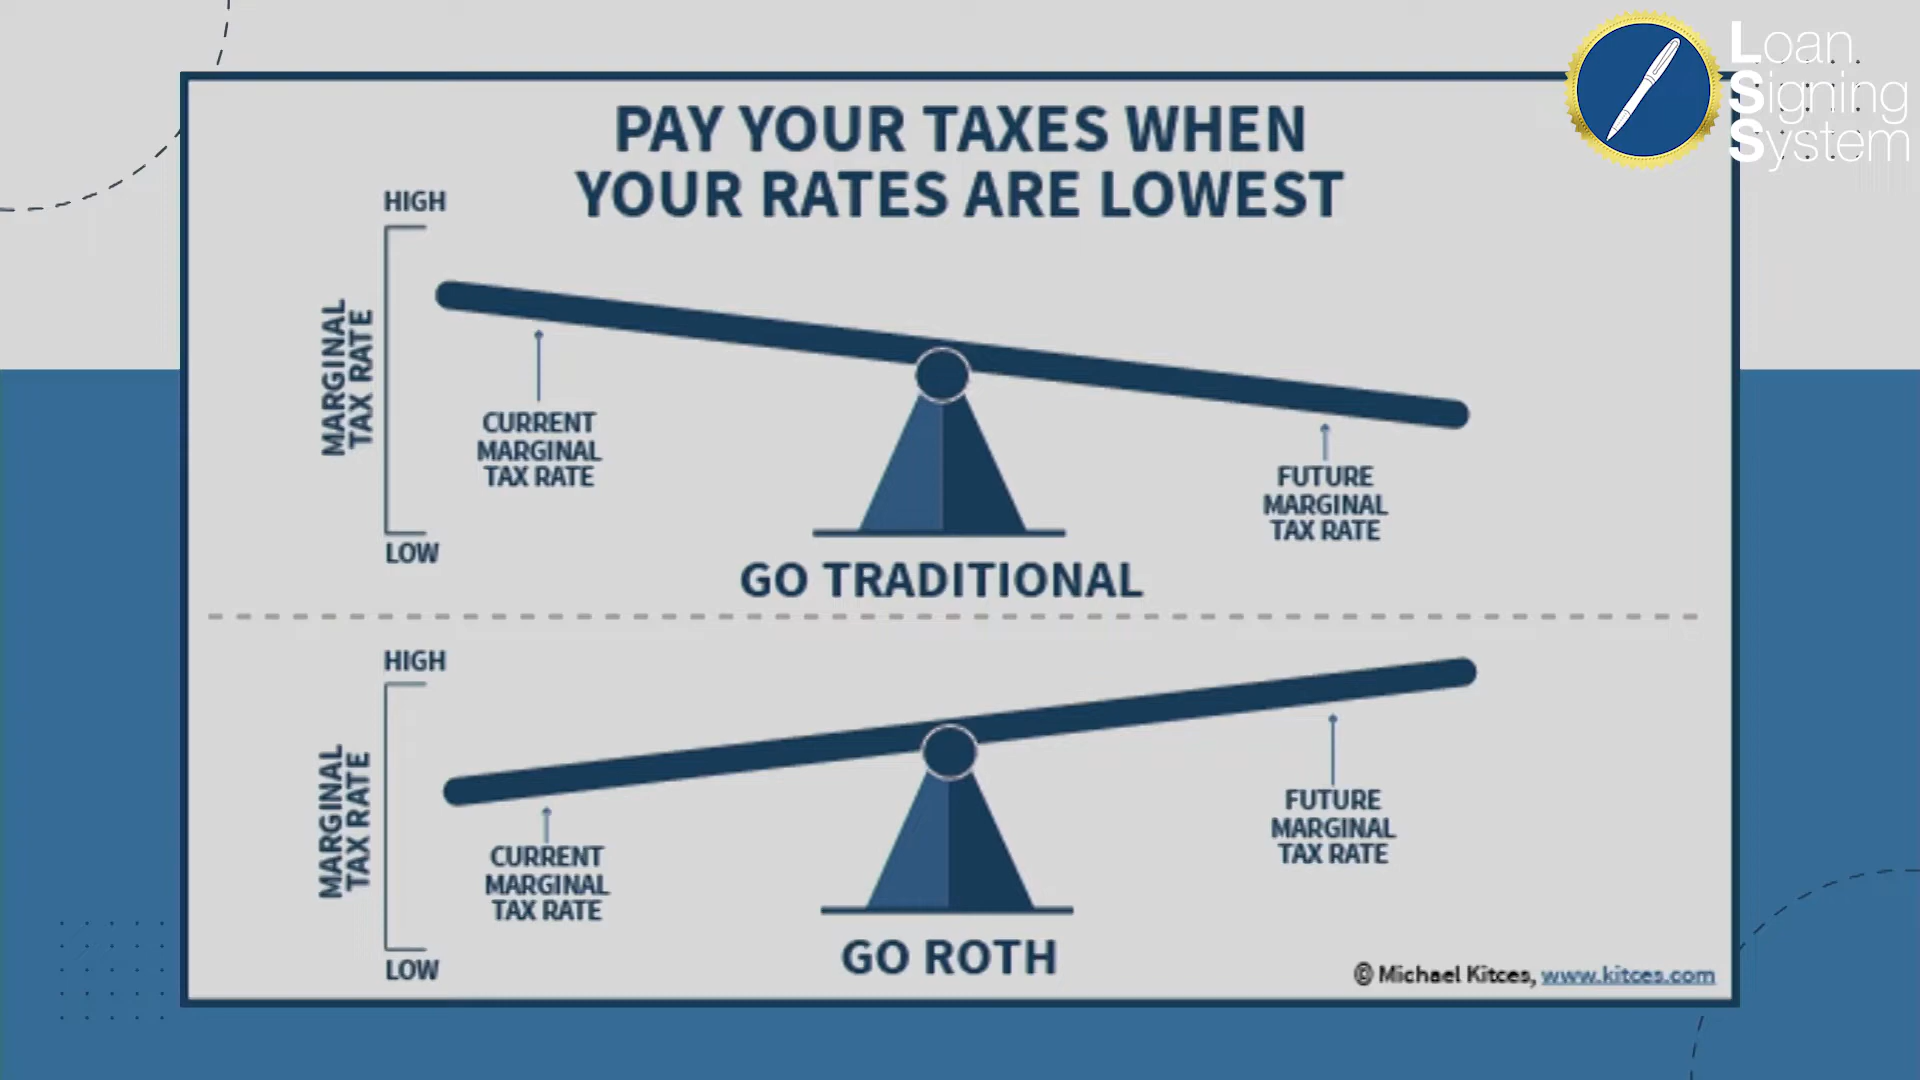 Loan
Signing
System
PAY YOUR TAXES WHEN
YOUR RATES ARE LOWEST
HIGH
MARGINAL
TAX RATE
LOW
CURRENT
MARGINAL
TAX RATE
FUTURE
MARGINAL
TAX RATE
GO TRADITIONAL
HIGH
MARGINAL
TAX RATE
LOW
CURRENT
MARGINAL
TAX RATE
FUTURE
MARGINAL
TAX RATE
GO ROTH
© Michael Kitces, www.kitces.com